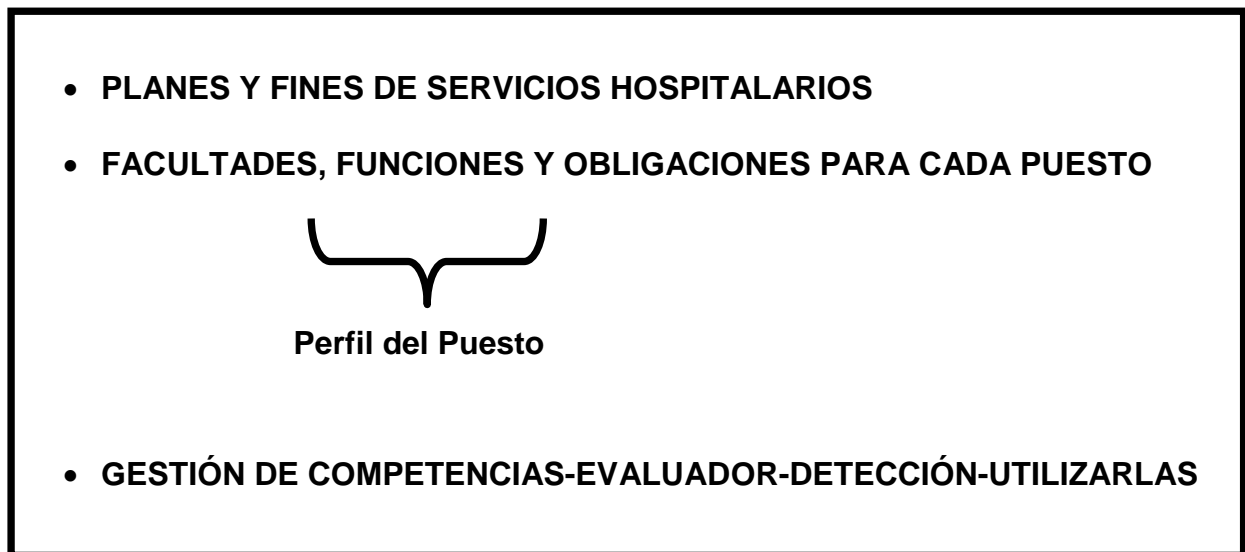 • PLANES Y FINES DE SERVICIOS HOSPITALARIOS
• FACULTADES, FUNCIONES Y OBLIGACIONES PARA CADA PUESTO
Perfil del Puesto
• GESTIÓN DE COMPETENCIAS-EVALUADOR-DETECCIÓN-UTILIZARLAS